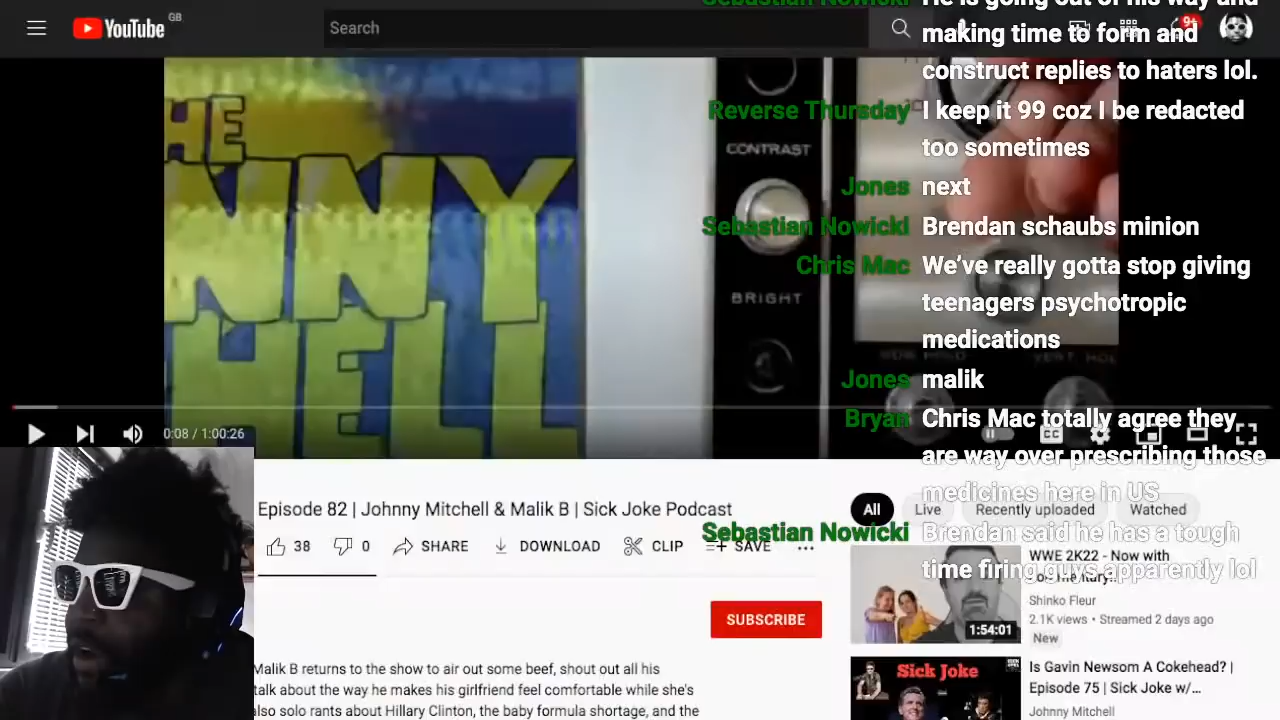 YouTube GB
Search
9+
Sebastian Nowicki He is going out of his way and
making time to form and
construct replies to haters lol.
Reverse Thursday I keep it 99 coz I be redacted
too sometimes
Jones next
Sebastian Nowicki Brendan schaubs minion
Chris Mac We've really gotta stop giving
teenagers psychotropic
medications
Jones malik
Bryan Chris Mac totally agree they
are way over prescribing those
medicines here in US
Sebastian Nowicki Brendan said he has a tough
time firing guys apparently lol
HE
NNY
HELL
CONTRAST
BRIGHT
VERT HOL
0:08 / 1:00:26
CC
Episode 82 | Johnny Mitchell & Malik B | Sick Joke Podcast
38 0 SHARE DOWNLOAD CLIP SAVE
SUBSCRIBE
Malik B returns to the show to air out some beef, shout out all his
talk about the way he makes his girlfriend feel comfortable while she's
also solo rants about Hillary Clinton, the baby formula shortage, and the
All Live Recently uploaded Watched
WWE 2K22 - Now with
Shinko Fleur
2.1K views • Streamed 2 days ago
New
1:54:01
Sick Joke
Is Gavin Newsom A Cokehead? |
Episode 75 | Sick Joke w/...
Johnny Mitchell